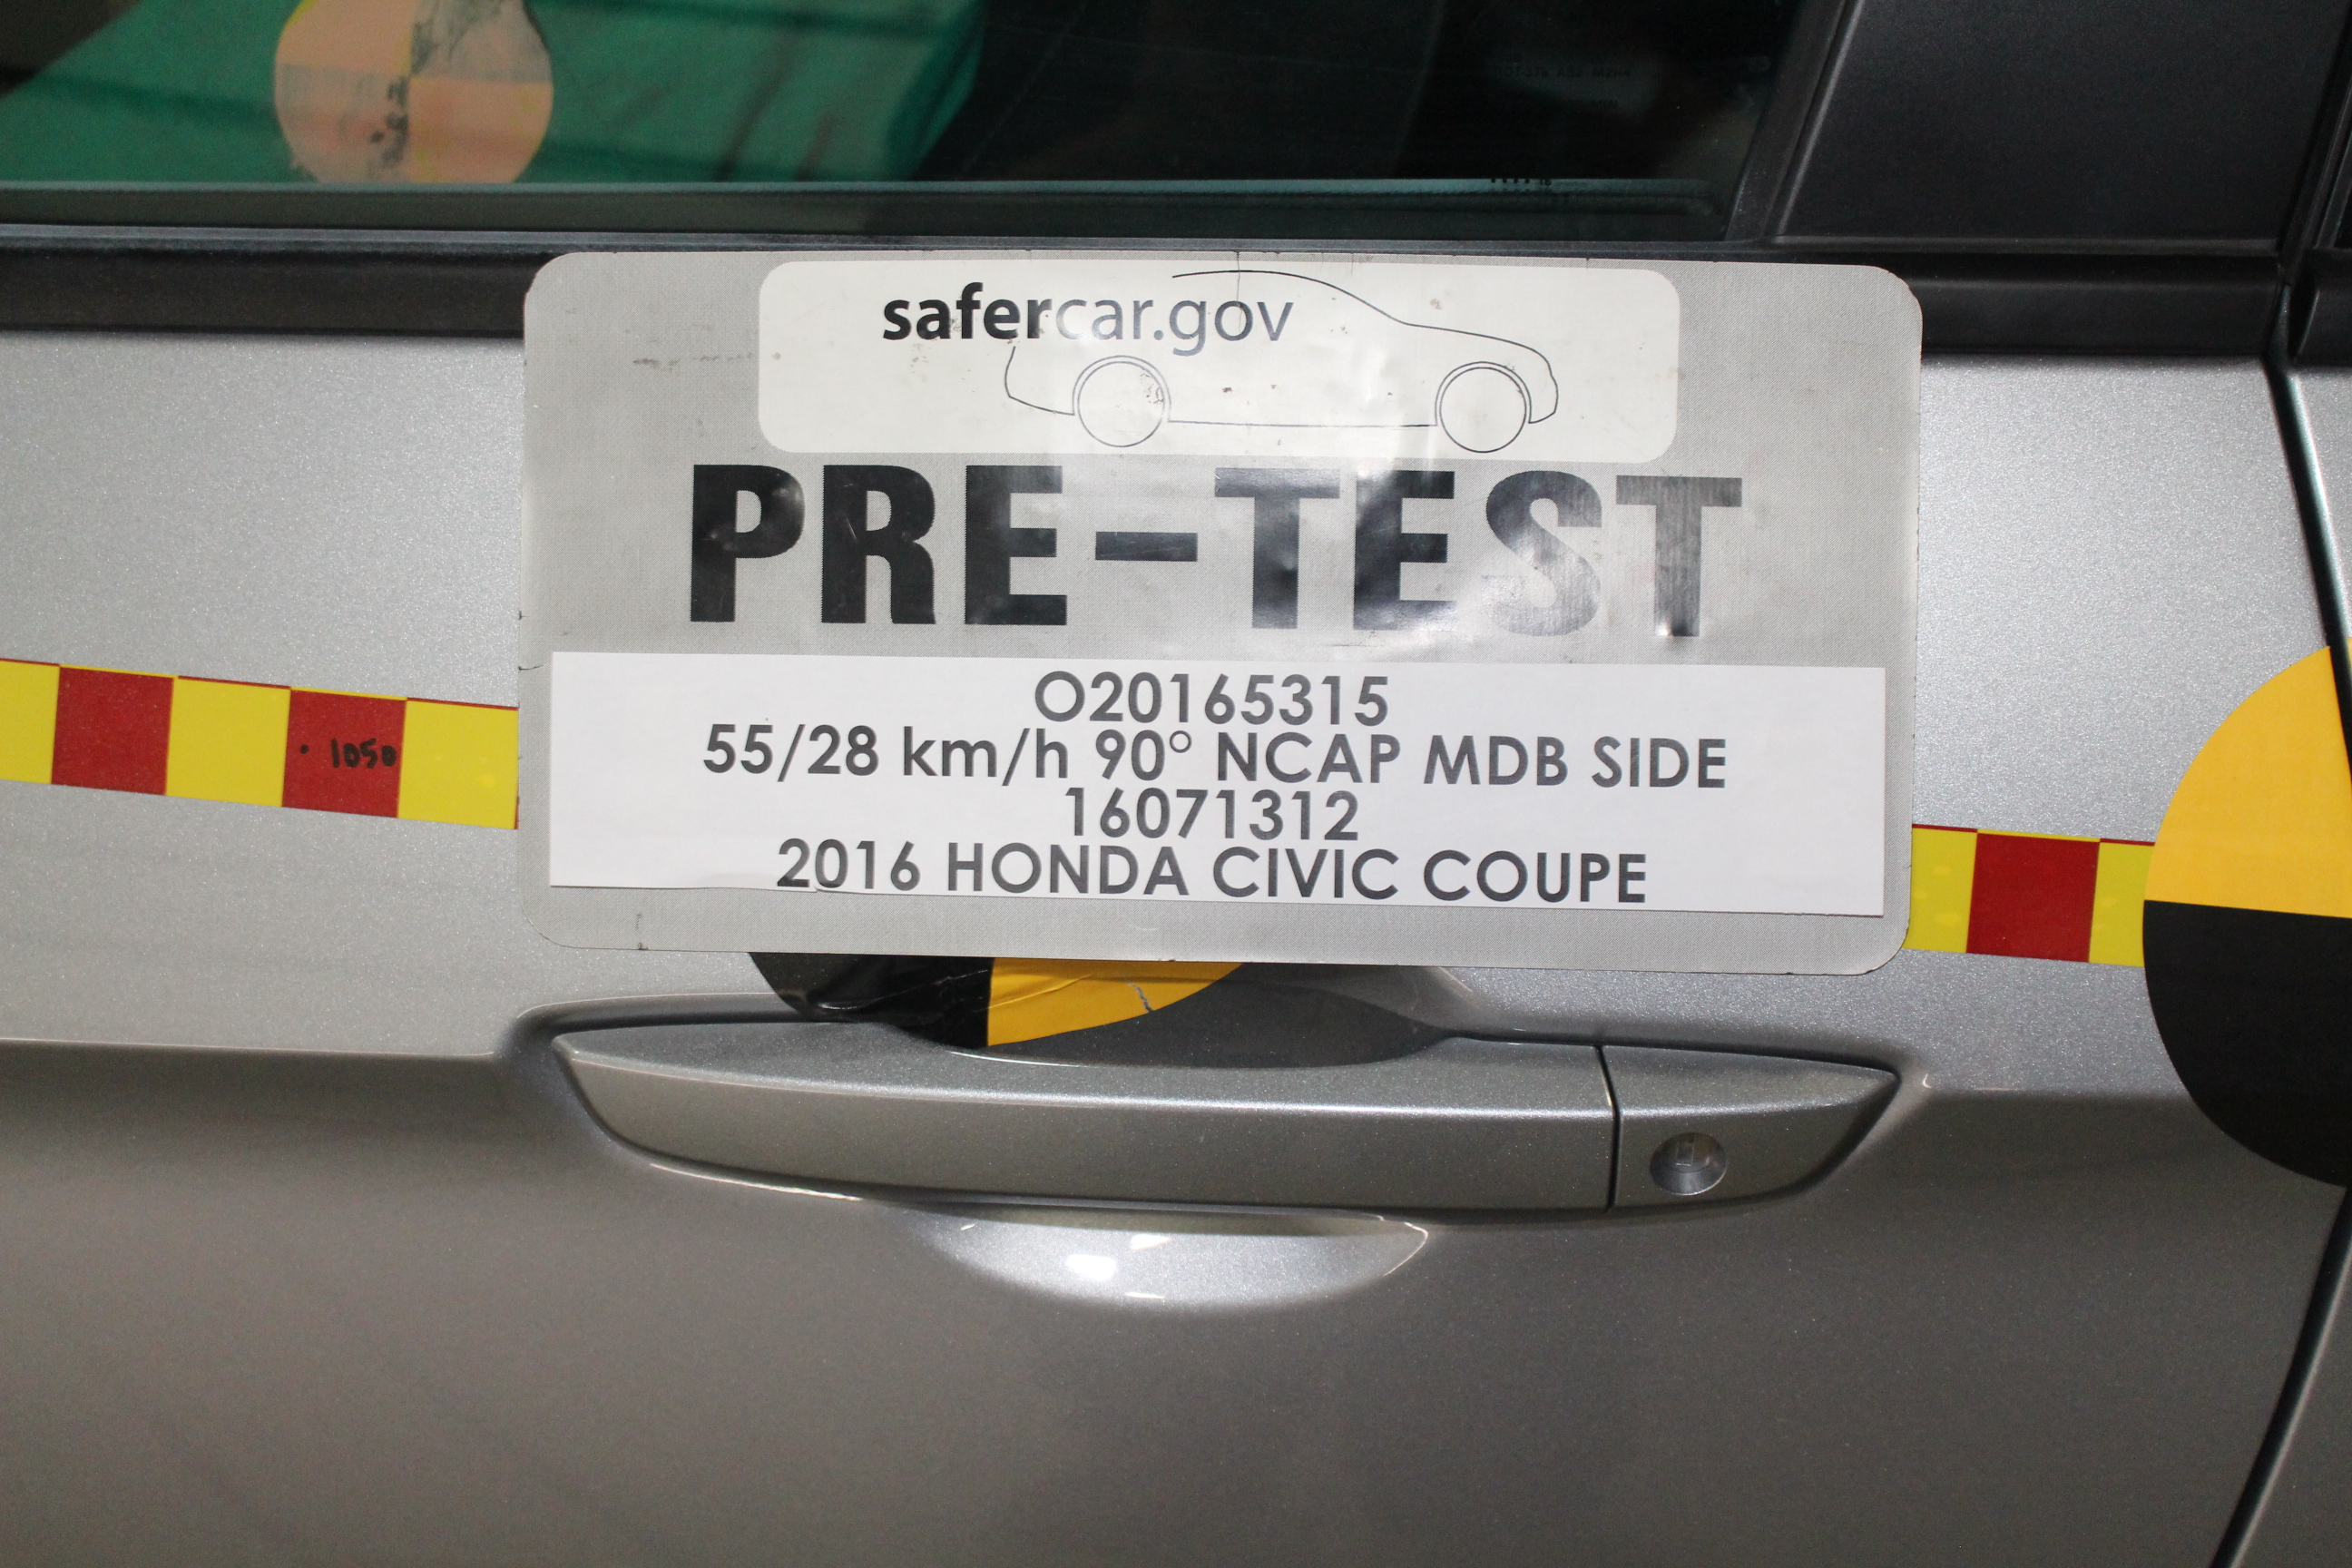 safercar.gov
PRE-TEST
O20165315
55/28 km/h 90° NCAP MDB SIDE
16071312
2016 HONDA CIVIC COUPE
· 1050